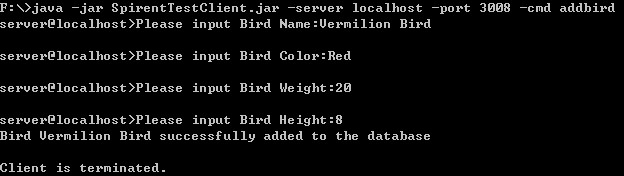 F:\>java -jar SpirentTestClient.jar -server localhost -port 3008 -cmd addbird
server@localhost>Please input Bird Name:Vermilion Bird
server@localhost>Please input Bird Color:Red
server@localhost>Please input Bird Weight:20
server@localhost>Please input Bird Height:8
Bird Vermilion Bird successfully added to the database
Client is terminated.